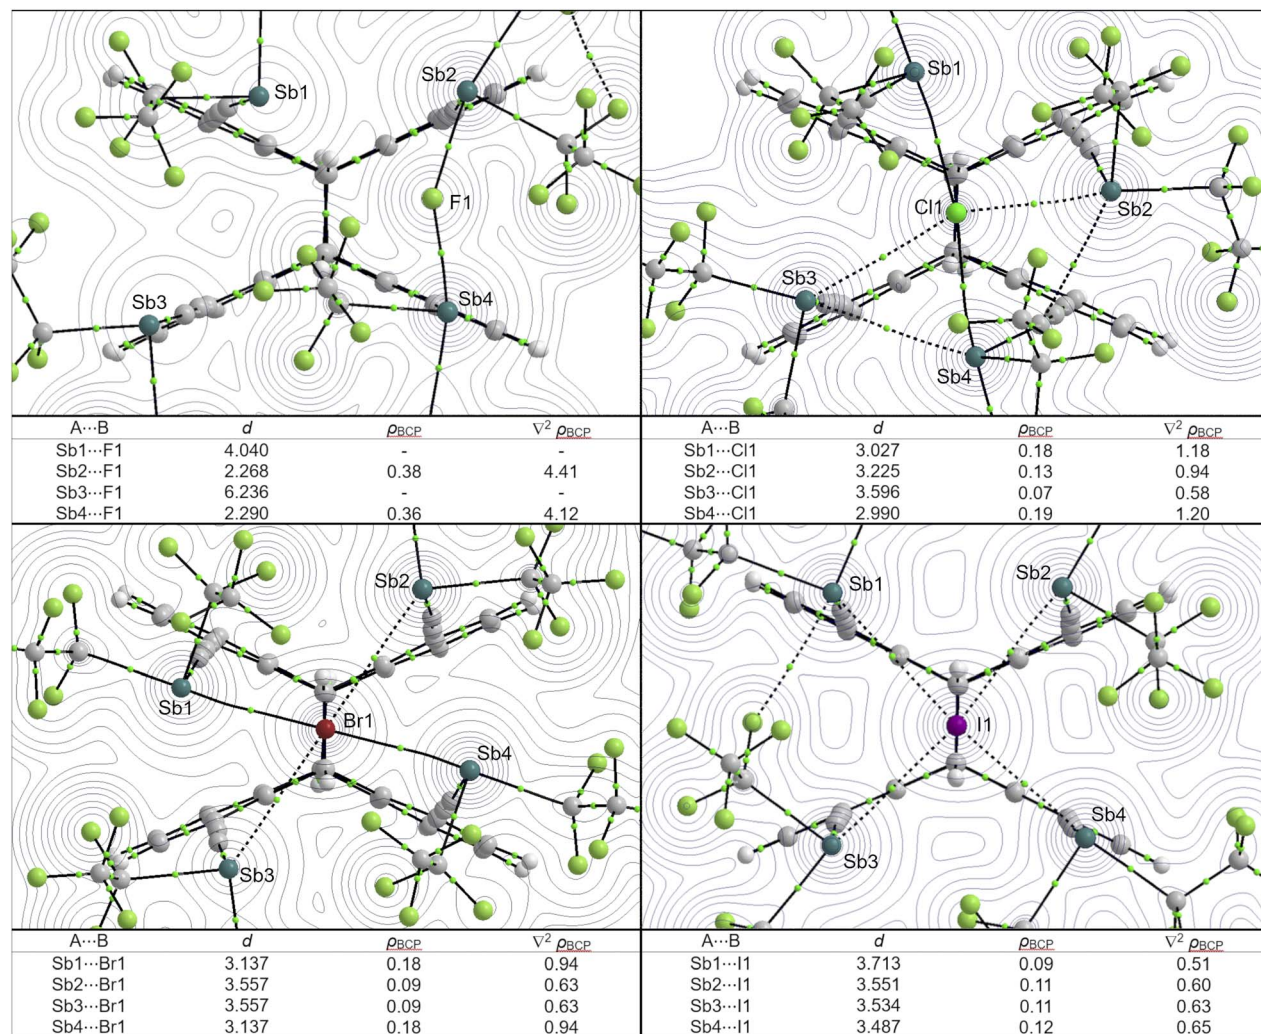 Sb1
Sb2
F1
Sb3
Sb4
A···B d ρBCP ∇² ρBCP
Sb1···F1 4.040 - -
Sb2···F1 2.268 0.38 4.41
Sb3···F1 6.236 - -
Sb4···F1 2.290 0.36 4.12
Sb1
Cl1
Sb2
Sb3
Sb4
A···B d ρBCP ∇² ρBCP
Sb1···Cl1 3.027 0.18 1.18
Sb2···Cl1 3.225 0.13 0.94
Sb3···Cl1 3.596 0.07 0.58
Sb4···Cl1 2.990 0.19 1.20
Sb2
Sb1
Br1
Sb4
Sb3
A···B d ρBCP ∇² ρBCP
Sb1···Br1 3.137 0.18 0.94
Sb2···Br1 3.557 0.09 0.63
Sb3···Br1 3.557 0.09 0.63
Sb4···Br1 3.137 0.18 0.94
Sb1
Sb2
I1
Sb3
Sb4
A···B d ρBCP ∇² ρBCP
Sb1···I1 3.713 0.09 0.51
Sb2···I1 3.551 0.11 0.60
Sb3···I1 3.534 0.11 0.63
Sb4···I1 3.487 0.12 0.65